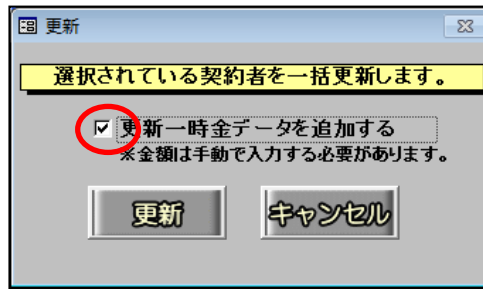 更新
選択されている契約者を一括更新します。
更新一時金データを追加する
※金額は手動で入力する必要があります。
更新
キャンセル